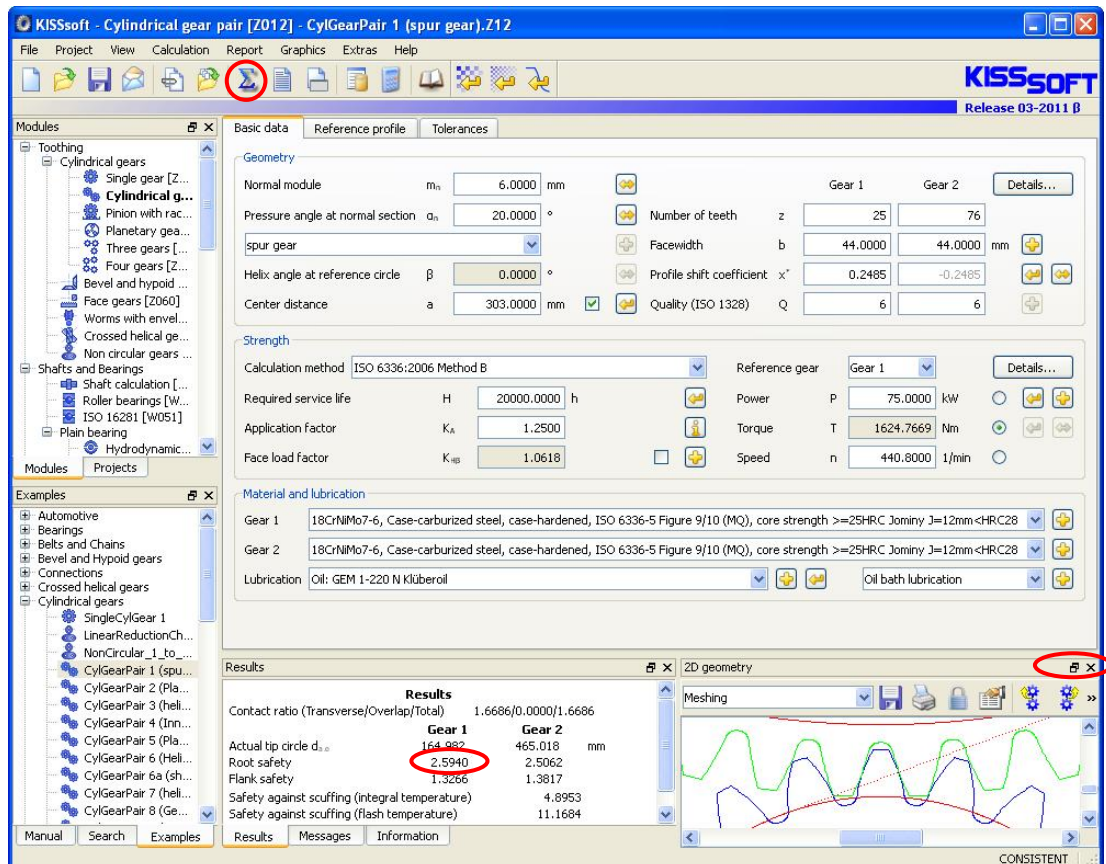 KISSsoft - Cylindrical gear pair [Z012] - CylGearPair 1 (spur gear).Z12
File Project View Calculation Report Graphics Extras Help
KISSSOFT
Release 03-2011 β
Modules
Toothing
Cylindrical gears
Single gear [Z...
Cylindrical g...
Pinion with rac...
Planetary gea...
Three gears [...
Four gears [Z...
Bevel and hypoid ...
Face gears [Z060]
Worms with envel...
Crossed helical ge...
Non circular gears ...
Shafts and Bearings
Shaft calculation [...
Roller bearings [W...
ISO 16281 [W051]
Plain bearing
Hydrodynamic...
Modules Projects
Examples
Automotive
Bearings
Belts and Chains
Bevel and Hypoid gears
Connections
Crossed helical gears
Cylindrical gears
SingleCylGear 1
LinearReductionCh...
NonCircular_1_to_...
CylGearPair 1 (spu...
CylGearPair 2 (Pla...
CylGearPair 3 (heli...
CylGearPair 4 (Inn...
CylGearPair 5 (Pla...
CylGearPair 6 (Heli...
CylGearPair 6a (sh...
CylGearPair 7 (heli...
CylGearPair 8 (Ge...
Manual Search Examples
Basic data Reference profile Tolerances
Geometry
Normal module mn 6.0000 mm Gear 1 Gear 2 Details...
Pressure angle at normal section αn 20.0000 ° Number of teeth z 25 76
spur gear Facewidth b 44.0000 44.0000 mm
Helix angle at reference circle β 0.0000 ° Profile shift coefficient x* 0.2485 -0.2485
Center distance a 303.0000 mm Quality (ISO 1328) Q 6 6
Strength
Calculation method ISO 6336:2006 Method B Reference gear Gear 1 Details...
Required service life H 20000.0000 h Power P 75.0000 kW
Application factor KA 1.2500 Torque T 1624.7669 Nm
Face load factor KHβ 1.0618 Speed n 440.8000 1/min
Material and lubrication
Gear 1 18CrNiMo7-6, Case-carburized steel, case-hardened, ISO 6336-5 Figure 9/10 (MQ), core strength >=25HRC Jominy J=12mm<HRC28
Gear 2 18CrNiMo7-6, Case-carburized steel, case-hardened, ISO 6336-5 Figure 9/10 (MQ), core strength >=25HRC Jominy J=12mm<HRC28
Lubrication Oil: GEM 1-220 N Klüberoil Oil bath lubrication
Results
Results
Contact ratio (Transverse/Overlap/Total) 1.6686/0.0000/1.6686
Gear 1 Gear 2
Actual tip circle 164.982 465.018 mm
Root safety 2.5940 2.5062
Flank safety 1.3266 1.3817
Safety against scuffing (integral temperature) 4.8953
Safety against scuffing (flash temperature) 11.1684
Results Messages Information
2D geometry
Meshing
CONSISTENT